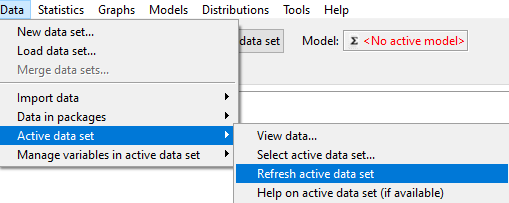 Data Statistics Graphs Models Distributions Tools Help
New data set...
Load data set...
Merge data sets...
data set Model: Σ <No active model>
Import data
Data in packages
Active data set
Manage variables in active data set
View data...
Select active data set...
Refresh active data set
Help on active data set (if available)